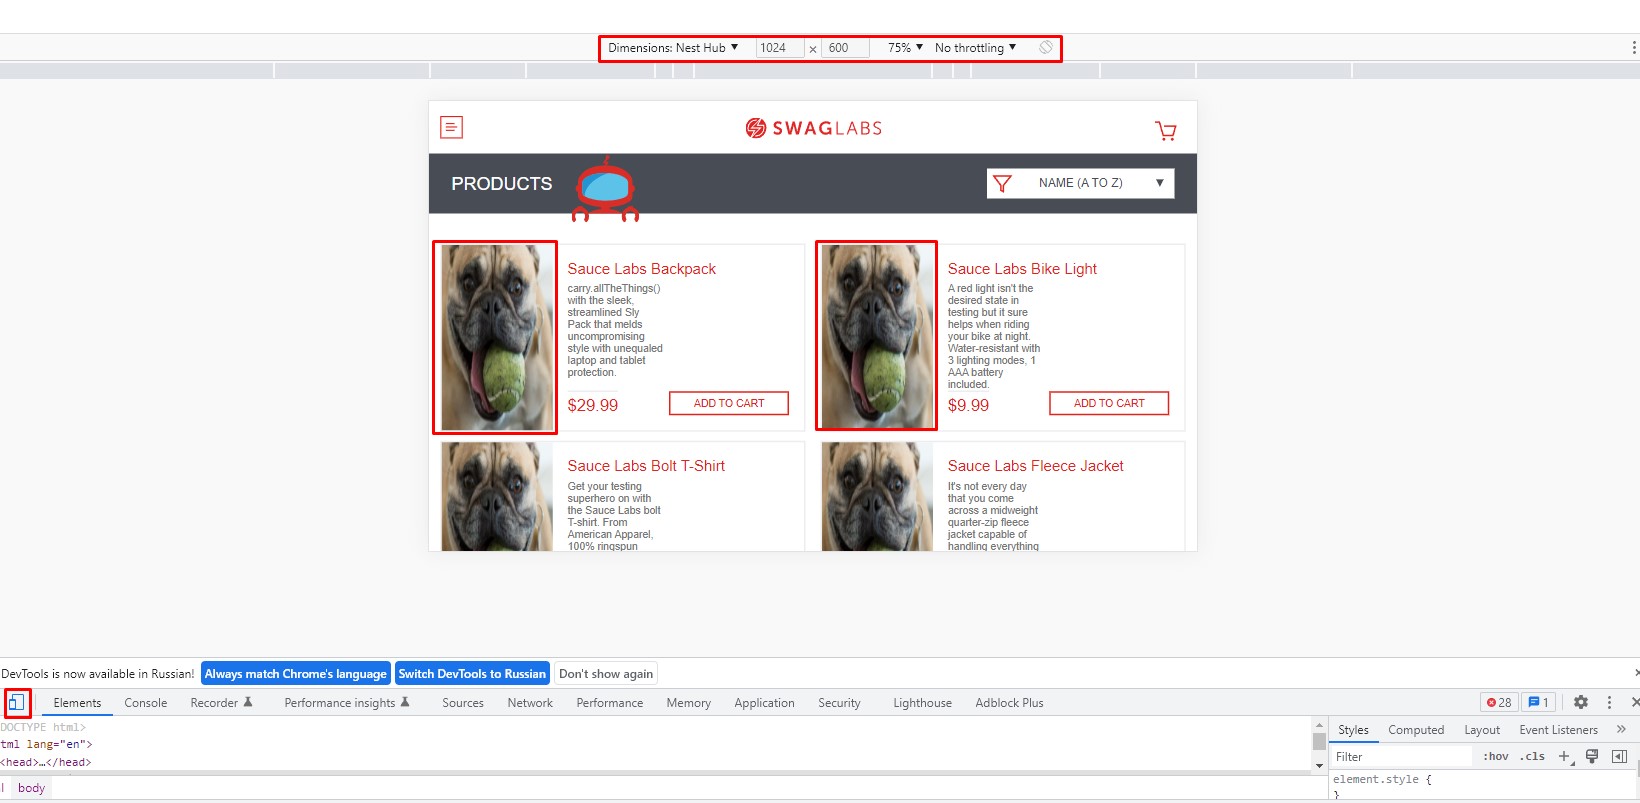 Dimensions: Nest Hub ▼ 1024 × 600 75% ▼ No throttling ▼
SWAGLABS
PRODUCTS
NAME (A TO Z) ▼
Sauce Labs Backpack
carry.allTheThings()
with the sleek,
streamlined Sly
Pack that melds
uncompromising
style with unequaled
laptop and tablet
protection.
$29.99 ADD TO CART
Sauce Labs Bike Light
A red light isn't the
desired state in
testing but it sure
helps when riding
your bike at night.
Water-resistant with
3 lighting modes, 1
AAA battery
included.
$9.99 ADD TO CART
Sauce Labs Bolt T-Shirt
Get your testing
superhero on with
the Sauce Labs bolt
T-shirt. From
American Apparel,
100% ringspun
Sauce Labs Fleece Jacket
It's not every day
that you come
across a midweight
quarter-zip fleece
jacket capable of
handling everything
DevTools is now available in Russian! Always match Chrome's language Switch DevTools to Russian Don't show again
Elements Console Recorder Performance insights Sources Network Performance Memory Application Security Lighthouse Adblock Plus 28 1
DOCTYPE html>
tml lang="en">
<head>…</head>
l body
Styles Computed Layout Event Listeners »
Filter :hov .cls +
element.style {
}